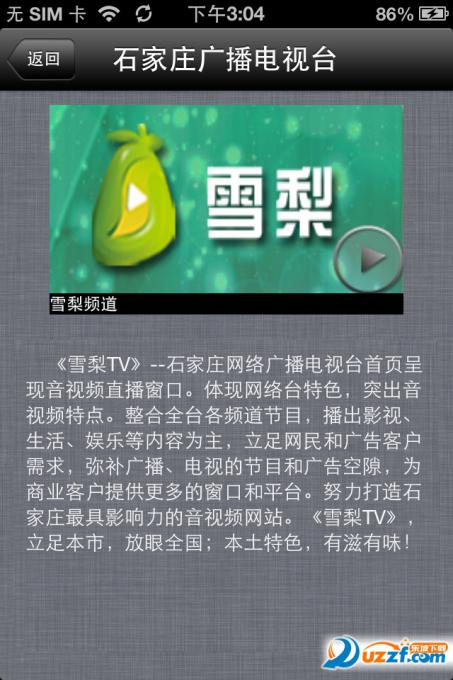 无 SIM 卡
下午3:04
86%
返回
石家庄广播电视台
雪梨
雪梨频道
《雪梨TV》--石家庄网络广播电视台首页呈
现音视频直播窗口。体现网络台特色，突出音
视频特点。整合全台各频道节目，播出影视、
生活、娱乐等内容为主，立足网民和广告客户
需求，弥补广播、电视的节目和广告空隙，为
商业客户提供更多的窗口和平台。努力打造石
家庄最具影响力的音视频网站。《雪梨TV》，
立足本市，放眼全国；本土特色，有滋有味！
东坡下载
uzzf.com